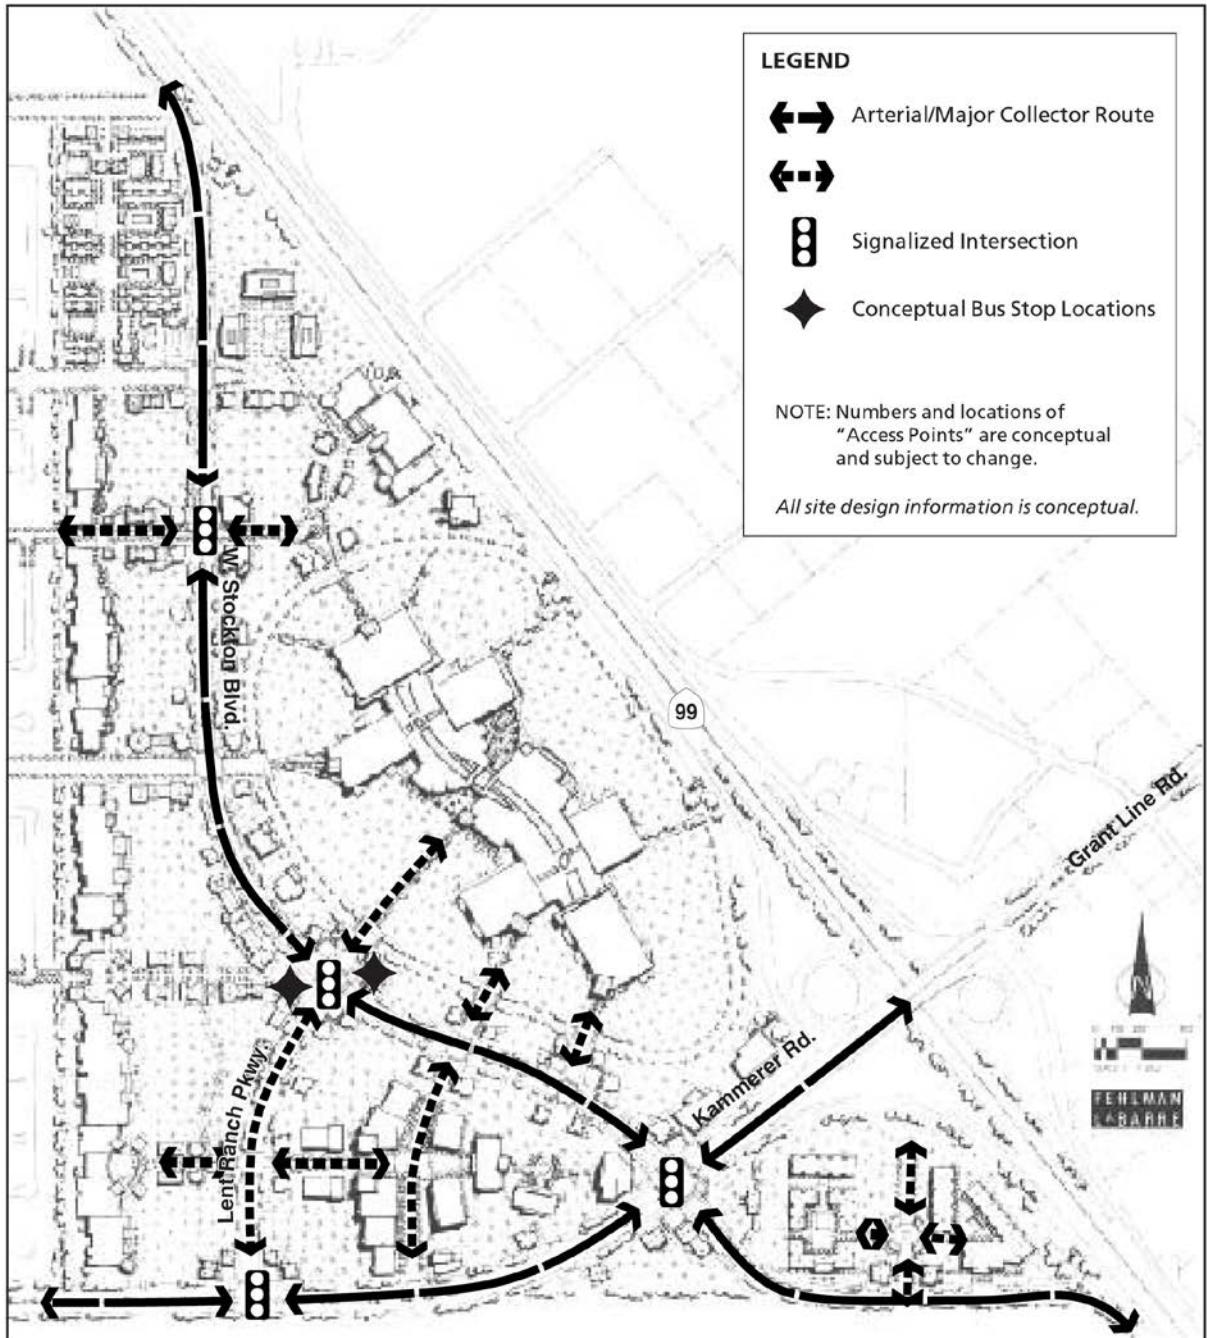 LEGEND
Arterial/Major Collector Route
Signalized Intersection
Conceptual Bus Stop Locations
NOTE: Numbers and locations of
"Access Points" are conceptual
and subject to change.
All site design information is conceptual.
W. Stockton Blvd.
99
Grant Line Rd.
Kammerer Rd.
Lent Ranch Pkwy.
N
FEHLMAN
LABARRE